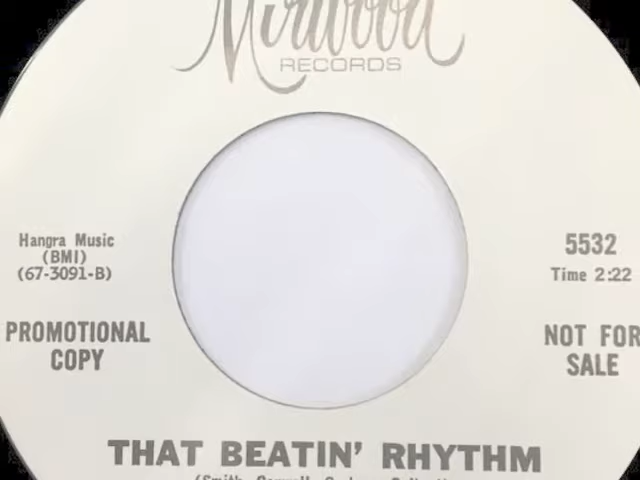 Mirwood
RECORDS
Hangra Music
(BMI)
(67-3091-B)
5532
Time 2:22
PROMOTIONAL
COPY
NOT FOR
SALE
THAT BEATIN' RHYTHM
(Smith